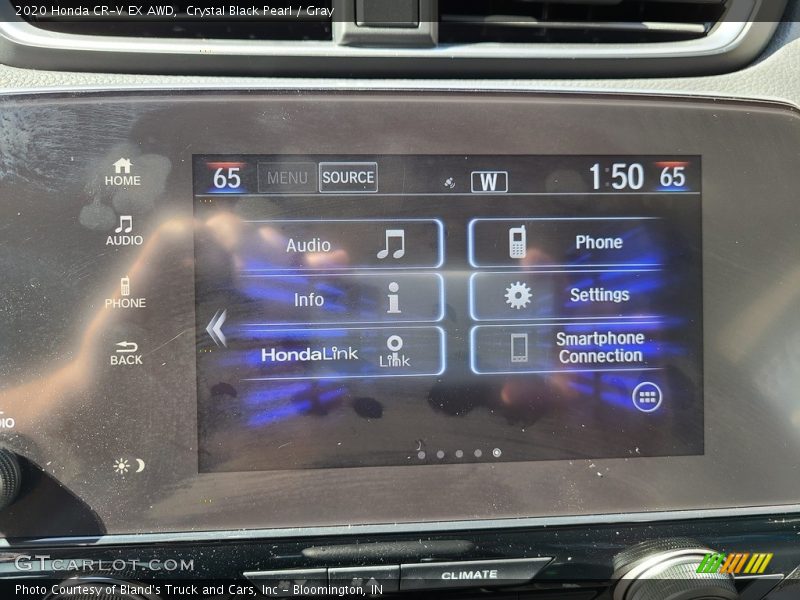 2020 Honda CR-V EX AWD, Crystal Black Pearl / Gray
65 MENU SOURCE W 1:50 65
HOME
AUDIO
PHONE
BACK
Audio
Phone
Info
Settings
HondaLink
Link
Smartphone
Connection
CLIMATE
GTCARLOT.COM
Photo Courtesy of Bland's Truck and Cars, Inc - Bloomington, IN